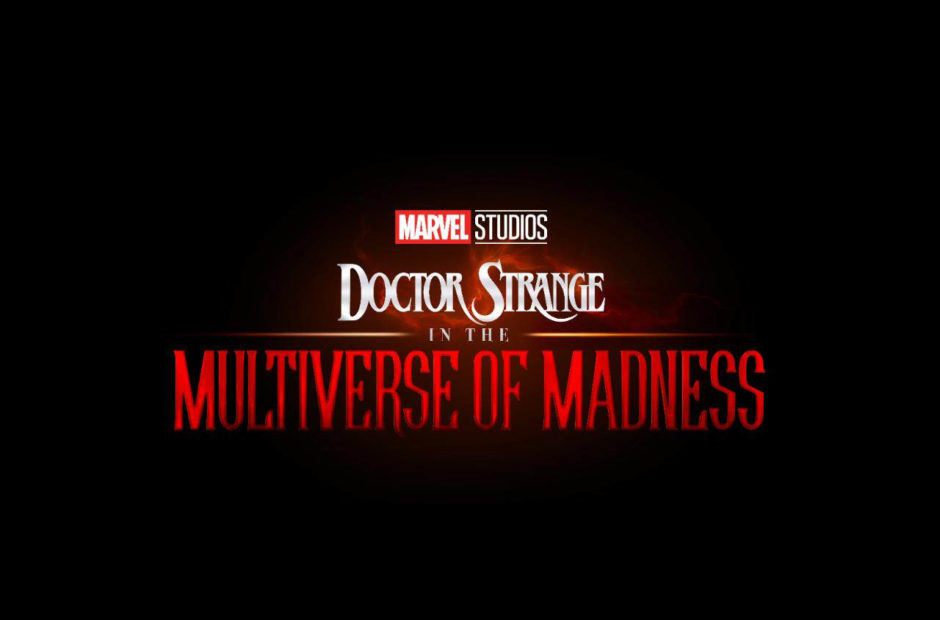 MARVEL STUDIOS
DOCTOR STRANGE
IN THE
MULTIVERSE OF MADNESS